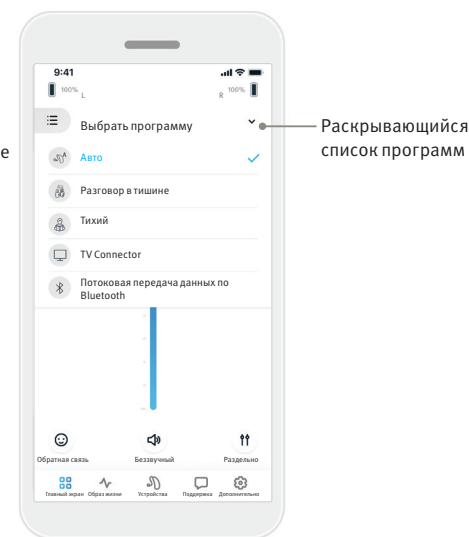 9:41
100% L
R 100%
Выбрать программу
Раскрывающийся
список программ
е
Авто
Разговор в тишине
Тихий
TV Connector
Потоковая передача данных по
Bluetooth
Обратная связь
Беззвучный
Раздельно
Главный экран
Образ жизни
Устройства
Поддержка
Дополнительно